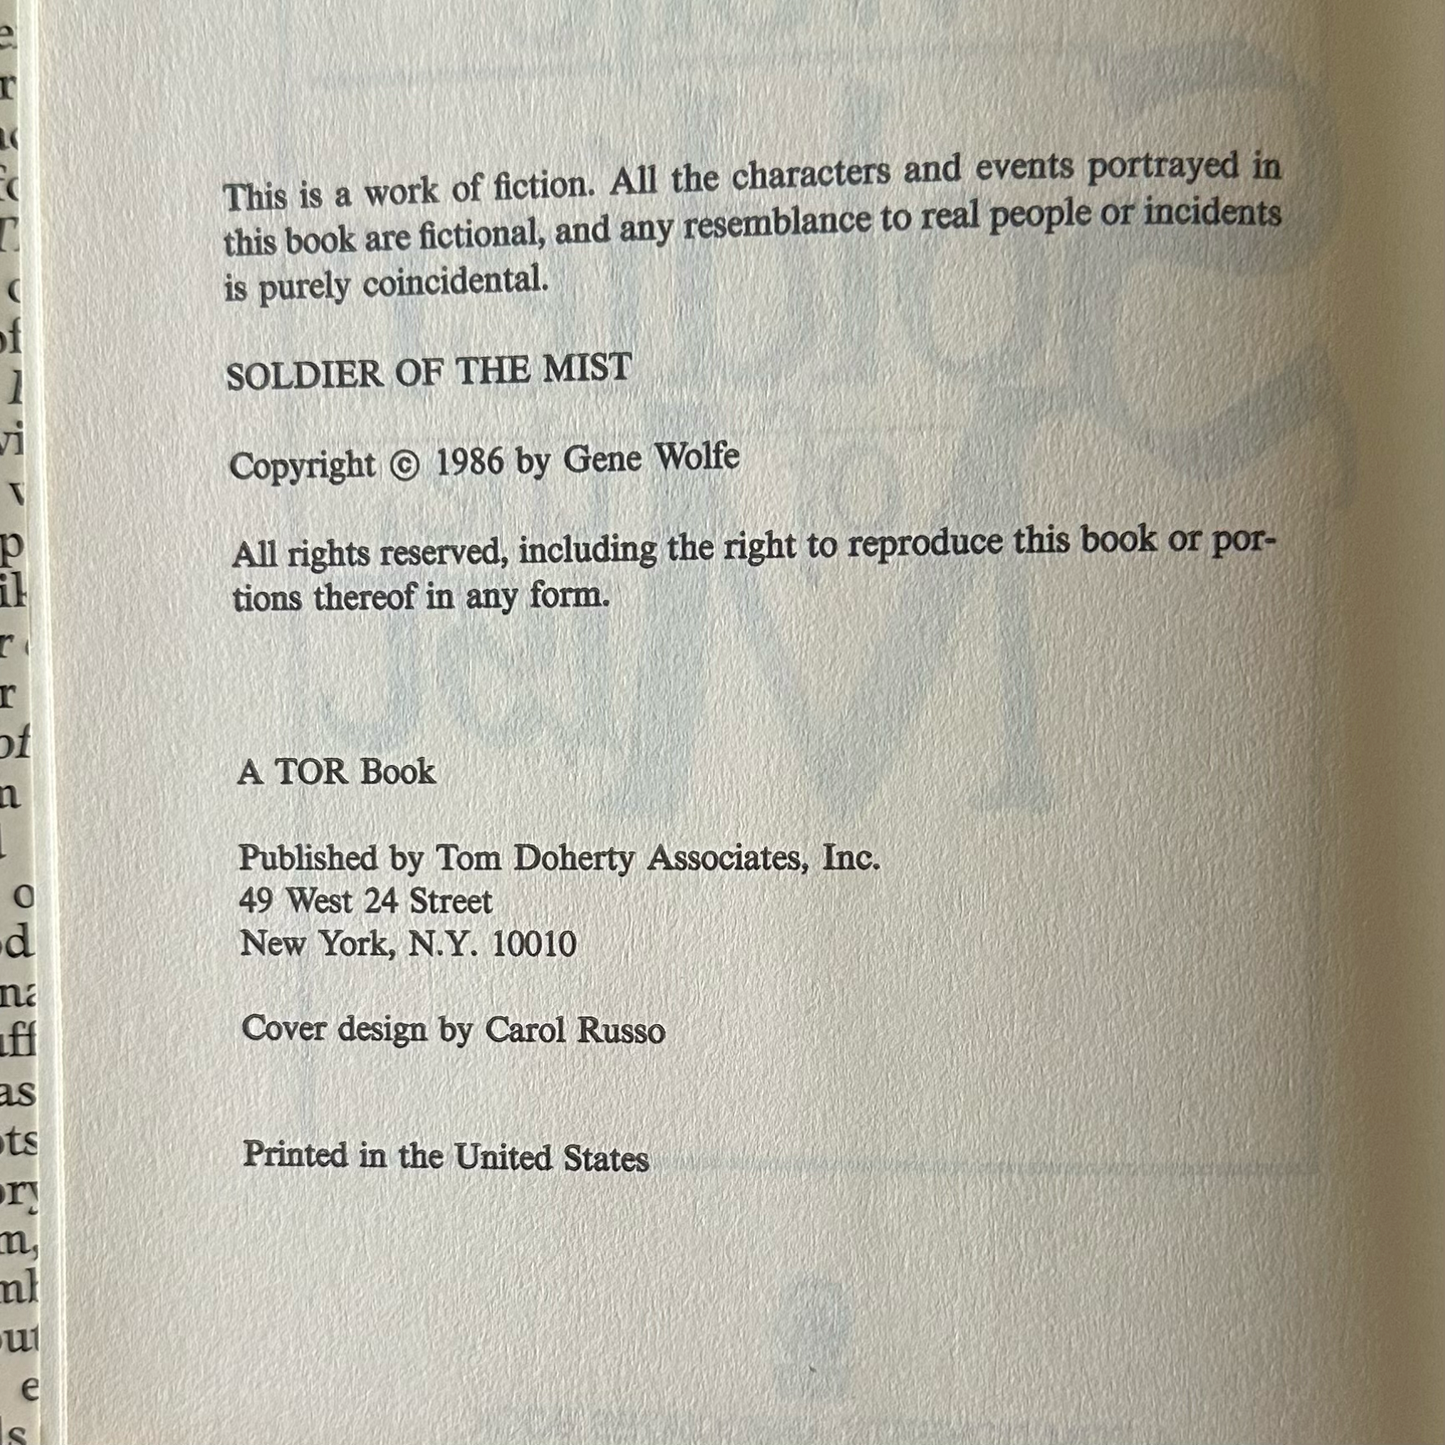 This is a work of fiction. All the characters and events portrayed in
this book are fictional, and any resemblance to real people or incidents
is purely coincidental.
SOLDIER OF THE MIST
Copyright © 1986 by Gene Wolfe
All rights reserved, including the right to reproduce this book or por-
tions thereof in any form.
A TOR Book
Published by Tom Doherty Associates, Inc.
49 West 24 Street
New York, N.Y. 10010
Cover design by Carol Russo
Printed in the United States